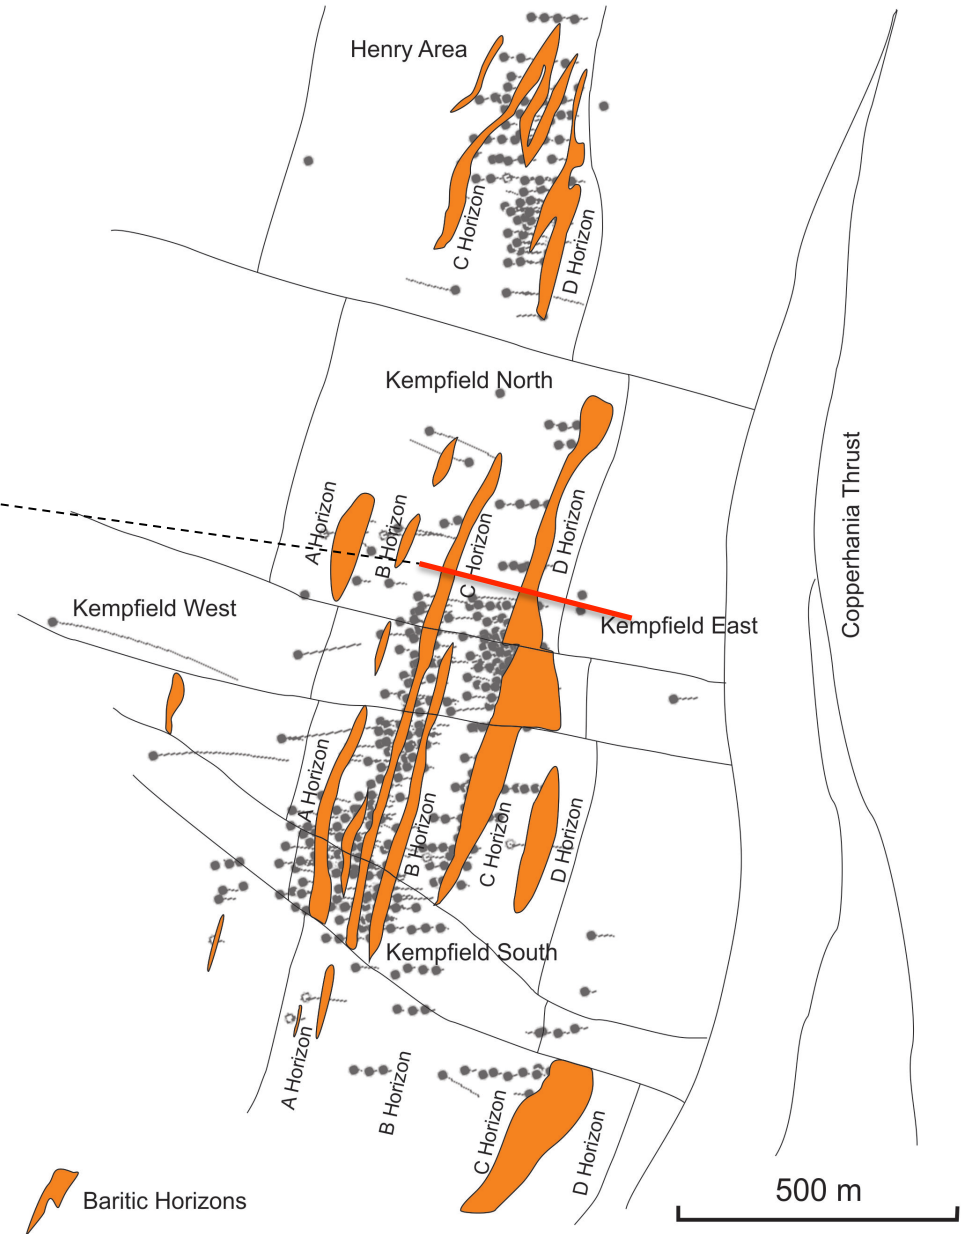 Henry Area
C Horizon
D Horizon
Kempfield North
A Horizon
B Horizon
C Horizon
D Horizon
Copperhania Thrust
Kempfield West
Kempfield East
A Horizon
B Horizon
C Horizon
D Horizon
Kempfield South
A Horizon
B Horizon
C Horizon
D Horizon
500 m
Baritic Horizons